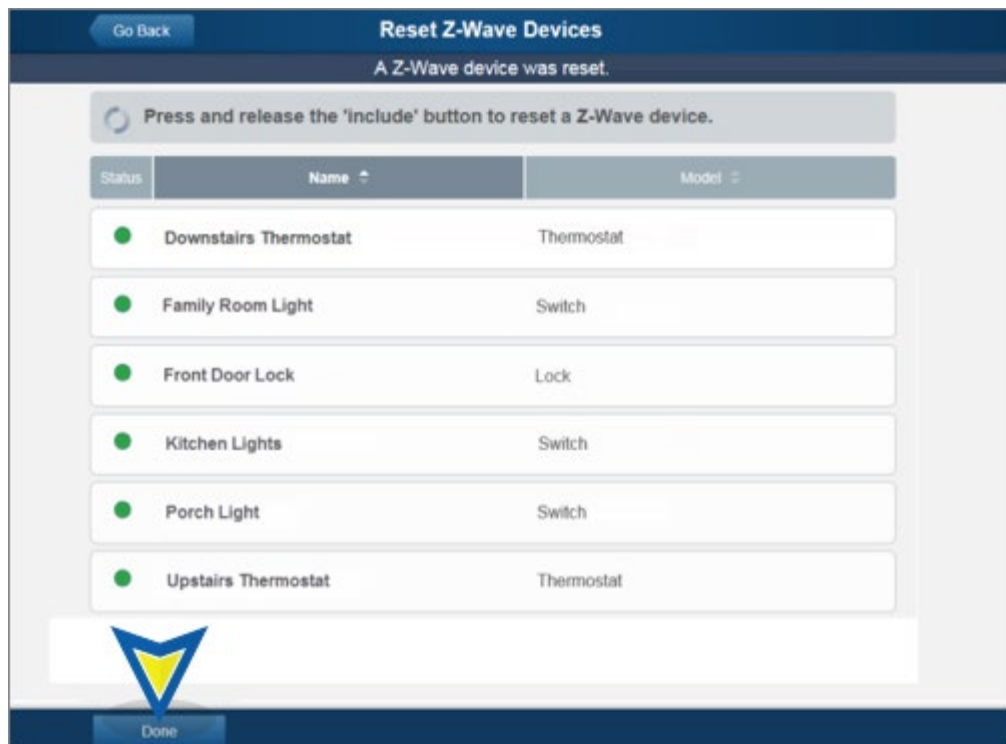 Go Back
Reset Z-Wave Devices
A Z-Wave device was reset.
Press and release the 'include' button to reset a Z-Wave device.
Status Name Model
Downstairs Thermostat Thermostat
Family Room Light Switch
Front Door Lock Lock
Kitchen Lights Switch
Porch Light Switch
Upstairs Thermostat Thermostat
Done